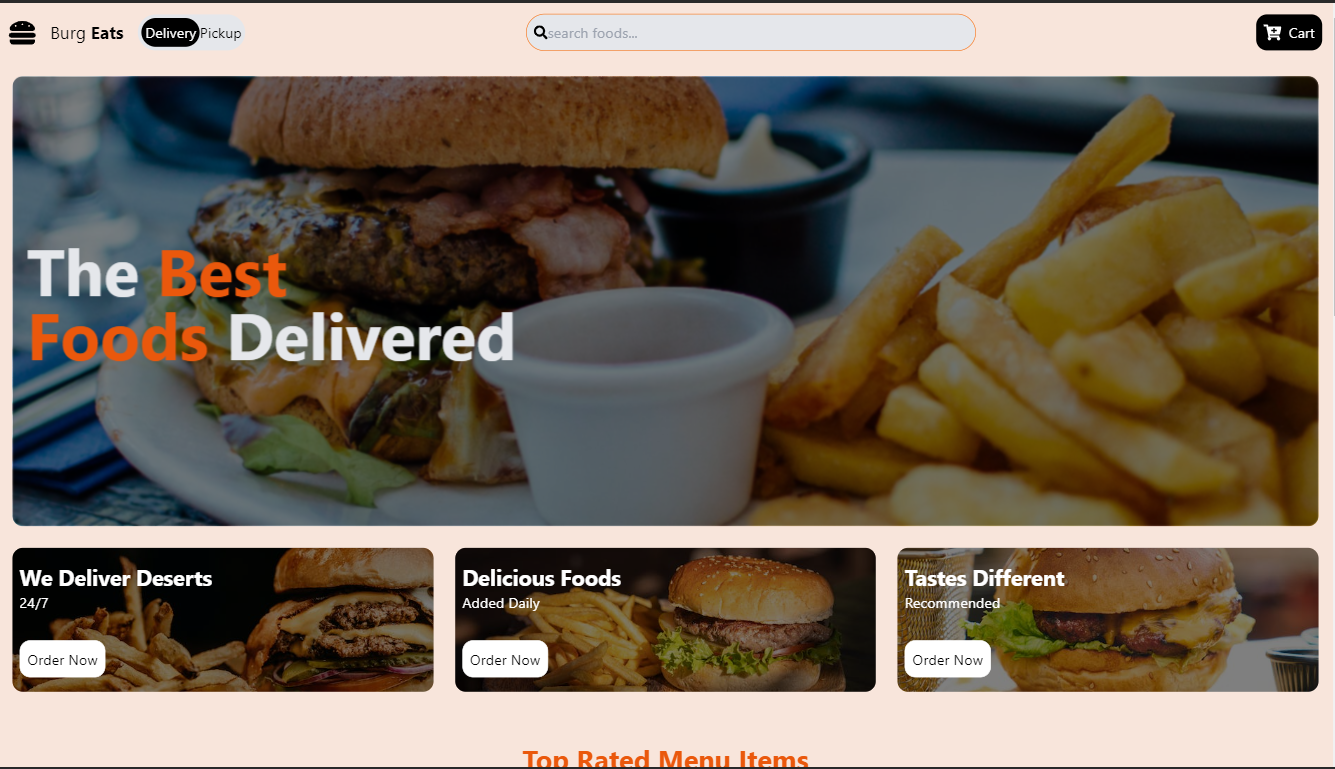 Burg Eats
Delivery Pickup
search foods...
Cart
The Best
Foods Delivered
We Deliver Deserts
24/7
Order Now
Delicious Foods
Added Daily
Order Now
Tastes Different
Recommended
Order Now
Top Rated Menu Items